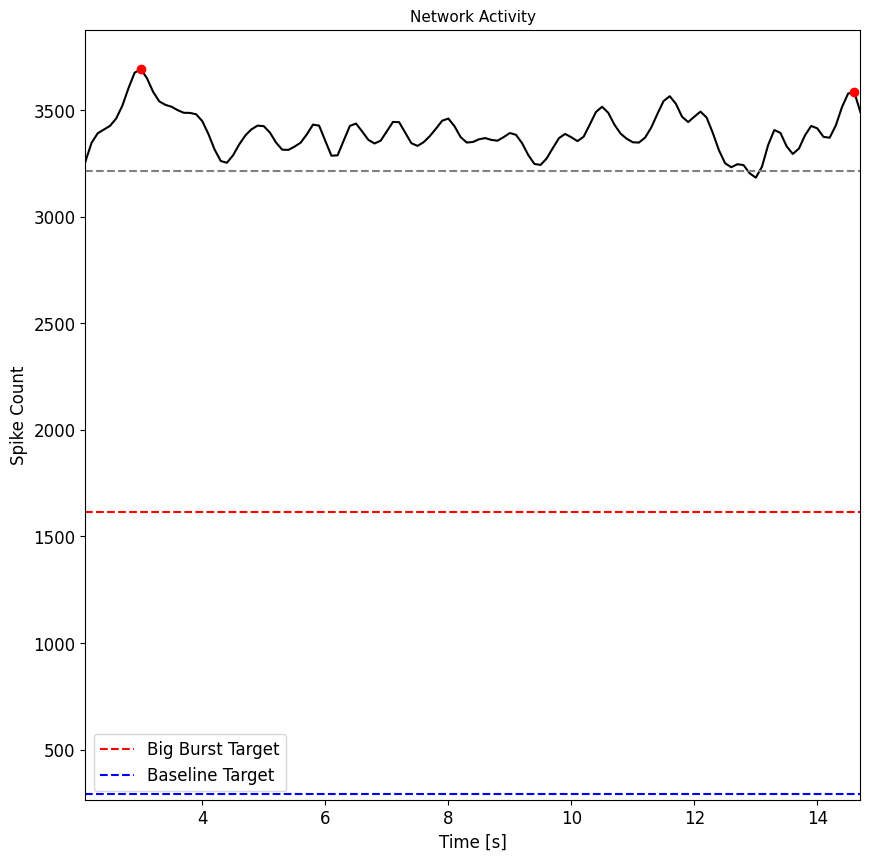 Network Activity
3500
3000
2500
2000
1500
1000
500
Spike Count
Big Burst Target
Baseline Target
4 6 8 10 12 14
Time [s]